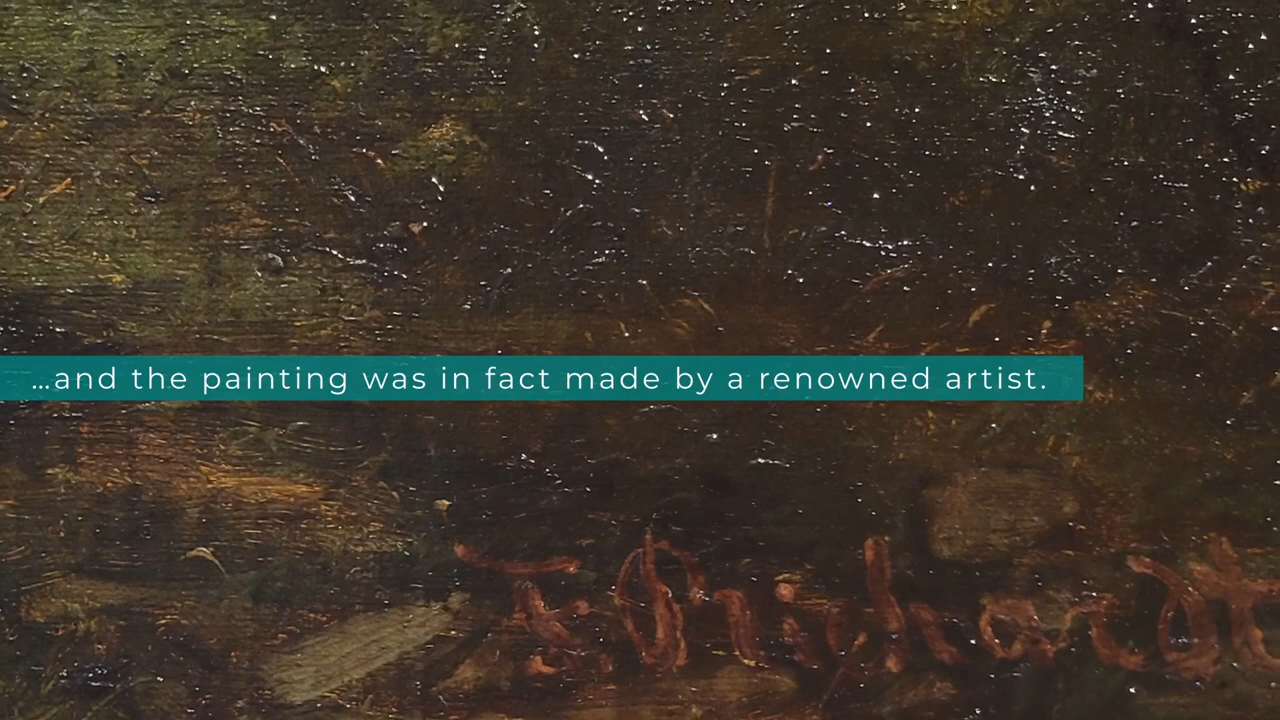 …and the painting was in fact made by a renowned artist.